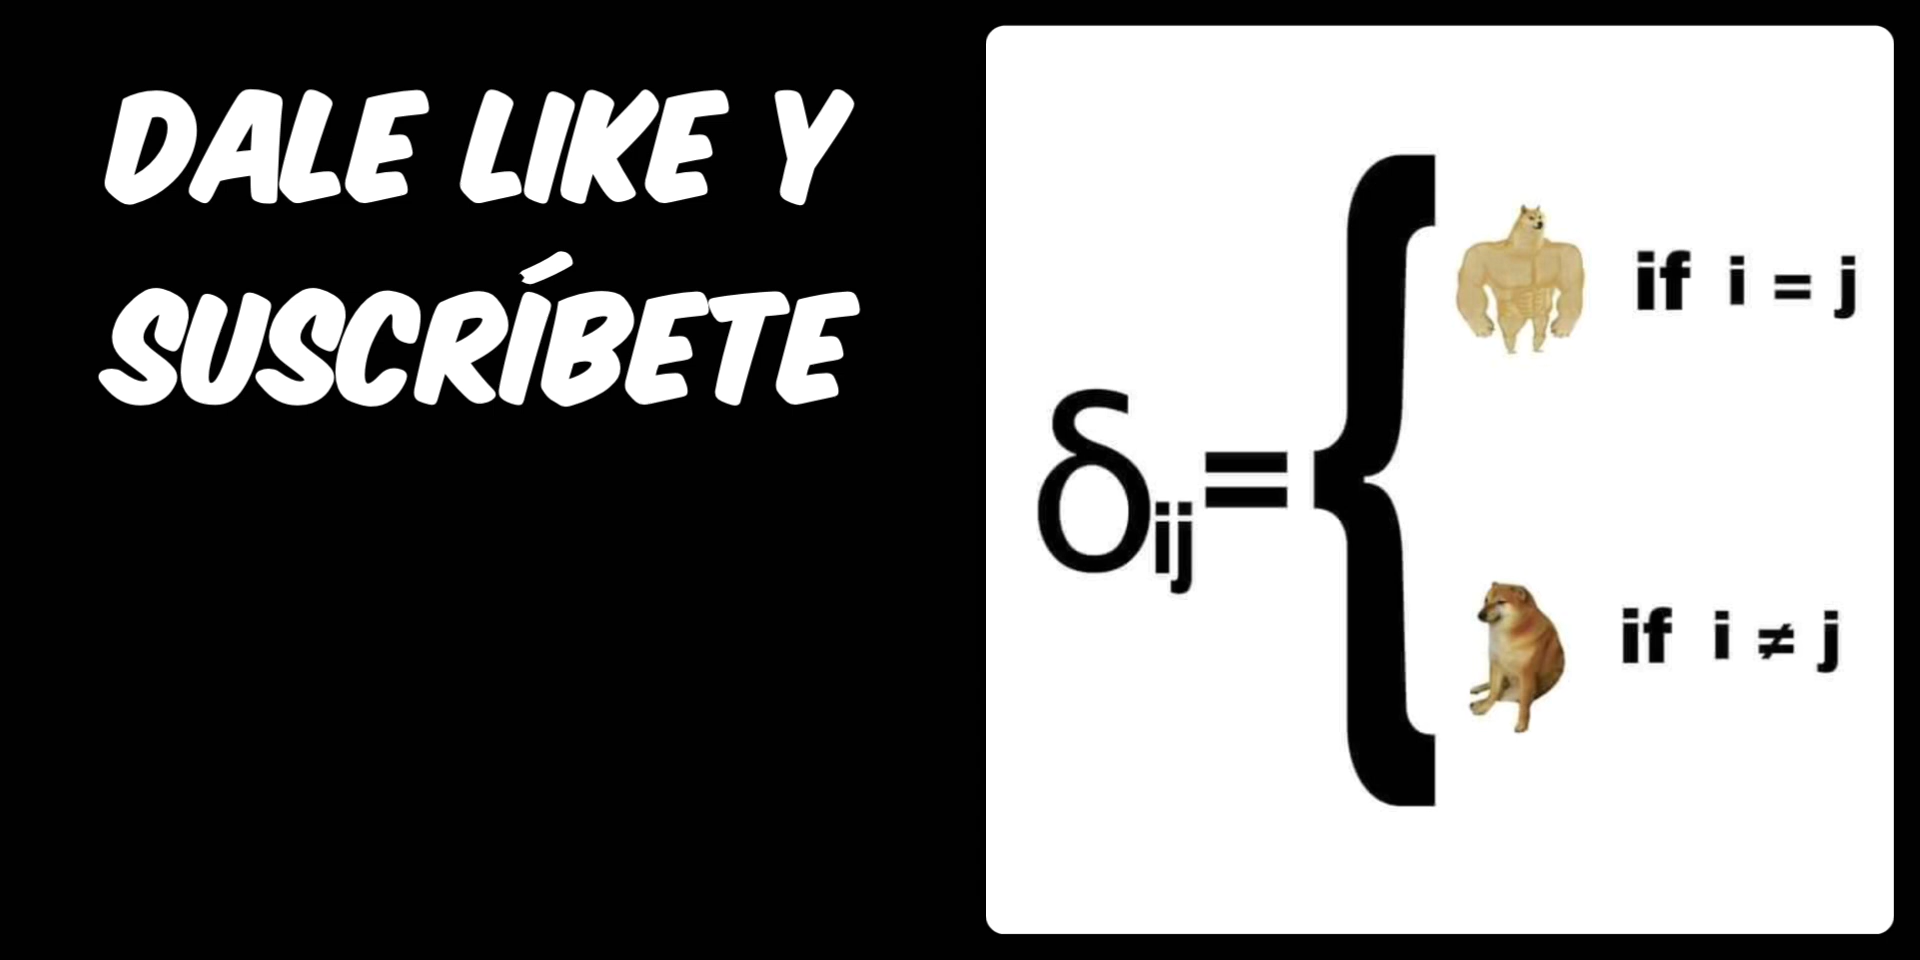 DALE LIKE Y
SUSCRÍBETE
if i = j
δij=
if i ≠ j